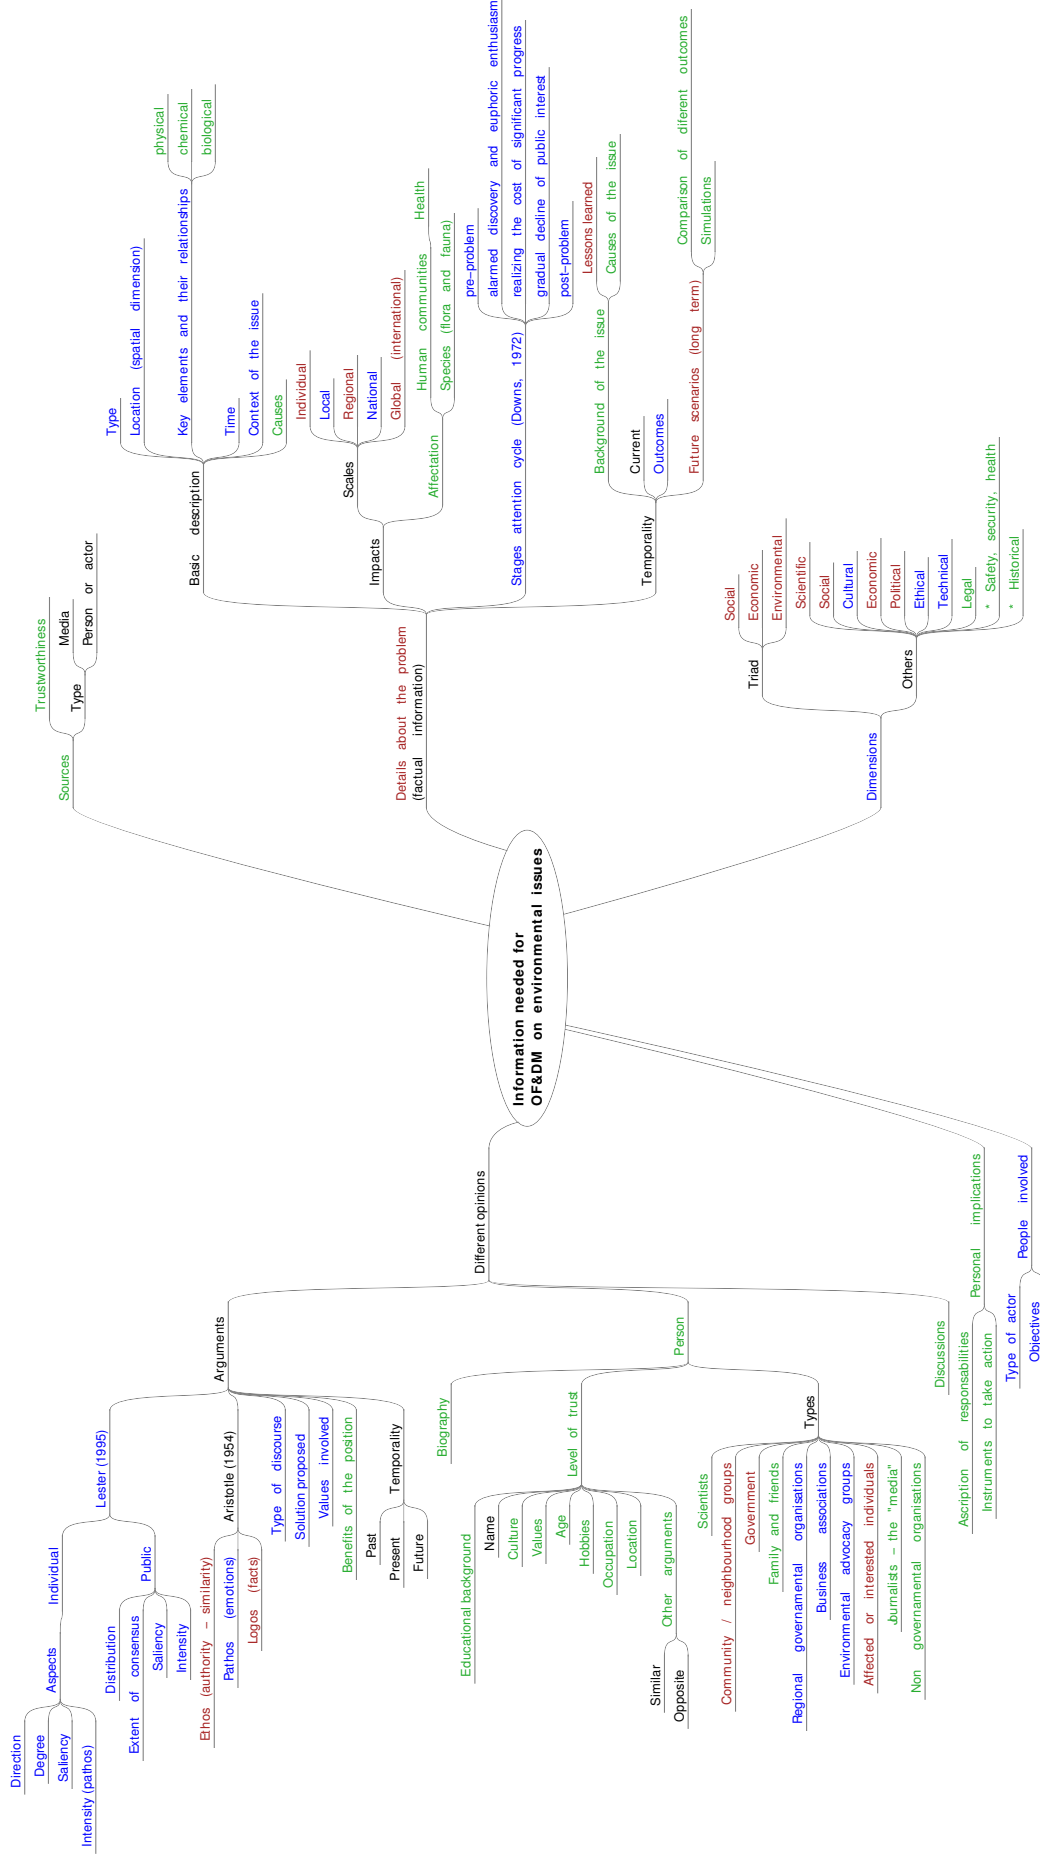 Information needed for
OF&DM on environmental issues
Sources
Trustworthiness
Type
Media
Person or actor
Details about the problem
(factual information)
Basic description
Type
Location (spatial dimension)
Key elements and their relationships
physical
chemical
biological
Time
Context of the issue
Causes
Impacts
Scales
Individual
Local
Regional
National
Global (international)
Affectation
Human communities
Health
Species (flora and fauna)
Stages attention cycle (Downs, 1972)
pre-problem
alarmed discovery and euphoric enthusiasm
realizing the cost of significant progress
gradual decline of public interest
post-problem
Temporality
Background of the issue
Lessons learned
Causes of the issue
Current
Outcomes
Future scenarios (long term)
Comparison of diferent outcomes
Simulations
Dimensions
Triad
Social
Economic
Environmental
Others
Scientific
Social
Cultural
Economic
Political
Ethical
Technical
Legal
* Safety, security, health
* Historical
Different opinions
Arguments
Lester (1995)
Individual
Aspects
Direction
Degree
Saliency
Intensity (pathos)
Public
Distribution
Extent of consensus
Saliency
Intensity
Aristotle (1954)
Ethos (authority – similarity)
Pathos (emotions)
Logos (facts)
Type of discourse
Solution proposed
Values involved
Benefits of the position
Temporality
Past
Present
Future
Person
Biography
Level of trust
Educational background
Name
Culture
Values
Age
Hobbies
Occupation
Location
Other arguments
Similar
Opposite
Types
Scientists
Community / neighbourhood groups
Government
Family and friends
Regional governamental organisations
Business associations
Environmental advocacy groups
Affected or interested individuals
Journalists – the "media"
Non governamental organisations
Discussions
Personal implications
Ascription of responsabilities
Instruments to take action
People involved
Type of actor
Objectives